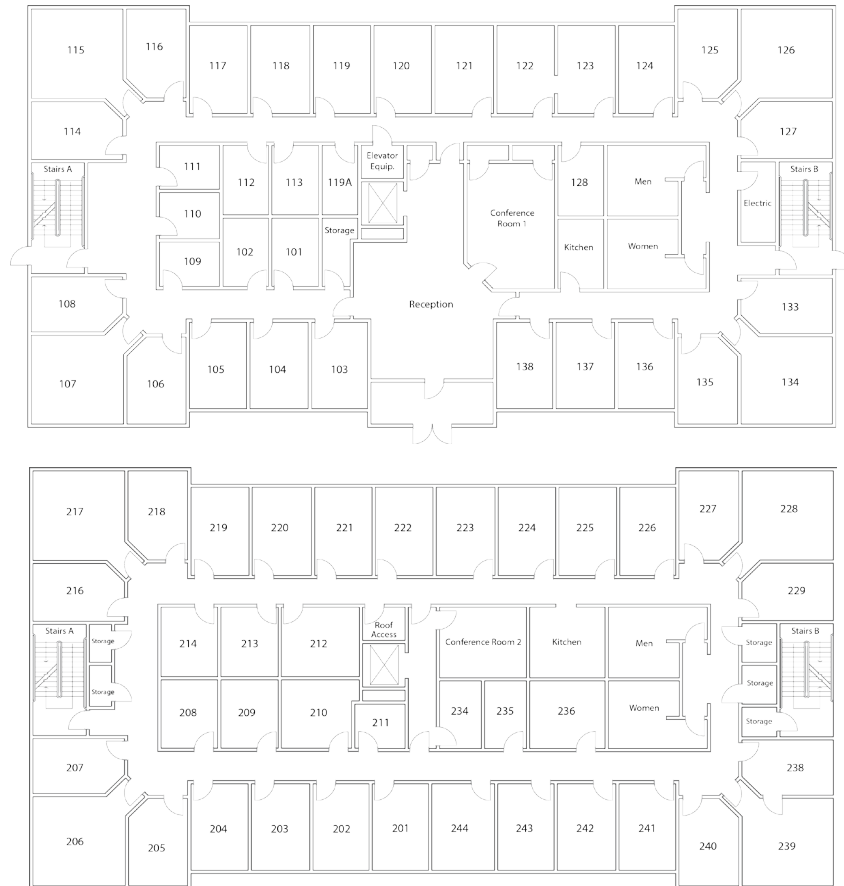 115
116
117
118
119
120
121
122
123
124
125
126
114
127
Stairs A
Elevator
Equip.
Stairs B
111
112
113
119A
128
Men
Electric
110
Conference
Room 1
Storage
109
102
101
Kitchen
Women
108
Reception
133
107
106
105
104
103
138
137
136
135
134
217
218
219
220
221
222
223
224
225
226
227
228
216
229
Stairs A
Storage
Roof
Access
Storage
Stairs B
214
213
212
Conference Room 2
Kitchen
Men
Storage
Storage
208
209
210
211
234
235
236
Women
Storage
207
238
206
205
204
203
202
201
244
243
242
241
240
239